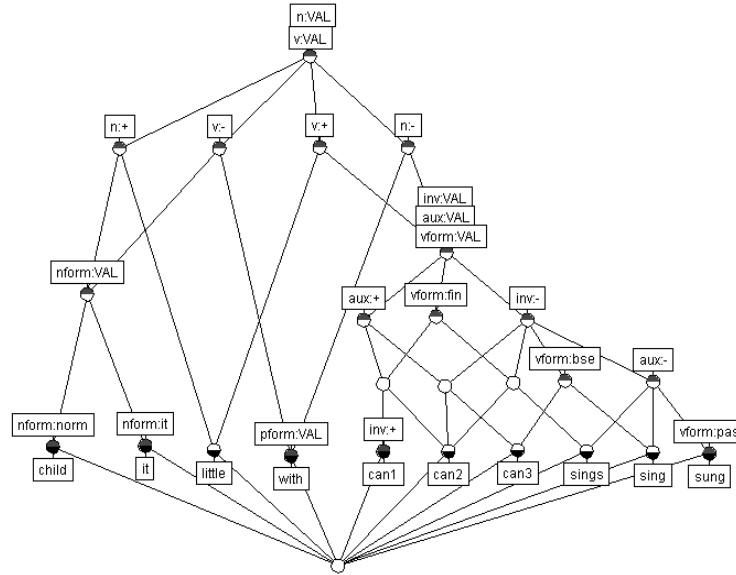 n:VAL
v:VAL
n:+ v:- v:+ n:-
inv:VAL
aux:VAL
vform:VAL
nform:VAL
aux:+ vform:fin inv:-
vform:bse aux:-
nform:norm nform:it pform:VAL inv:+ vform:pas
child it little with can1 can2 can3 sings sing sung